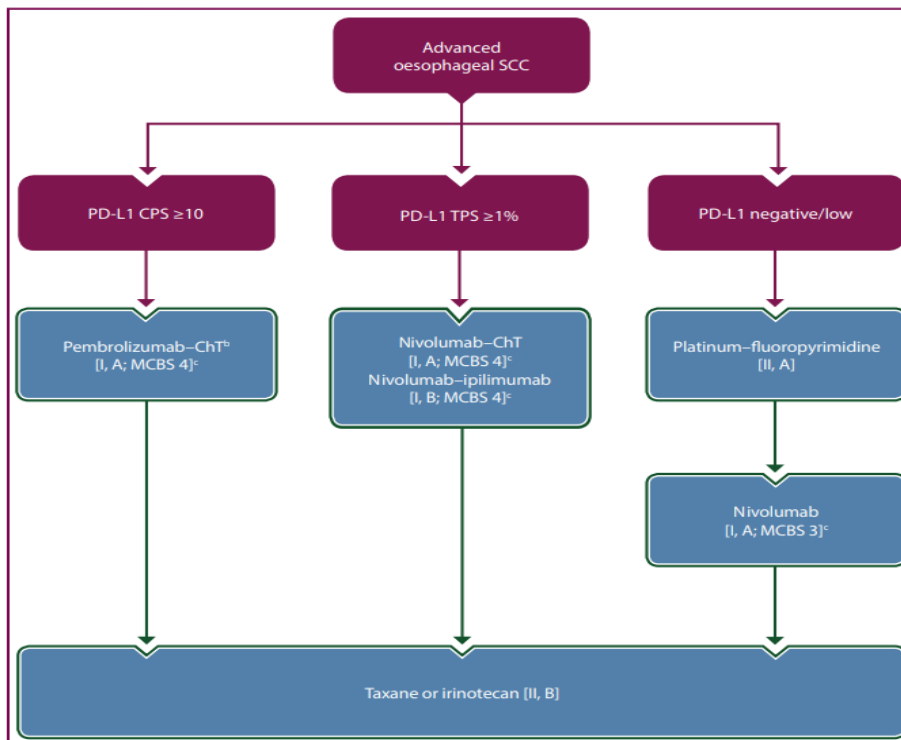 Advanced
oesophageal SCC
PD-L1 CPS ≥10
PD-L1 TPS ≥1%
PD-L1 negative/low
Pembrolizumab–ChTᵇ
[I, A; MCBS 4]ᶜ
Nivolumab–ChT
[I, A; MCBS 4]ᶜ
Nivolumab–ipilimumab
[I, B; MCBS 4]ᶜ
Platinum–fluoropyrimidine
[II, A]
Nivolumab
[I, A; MCBS 3]ᶜ
Taxane or irinotecan [II, B]